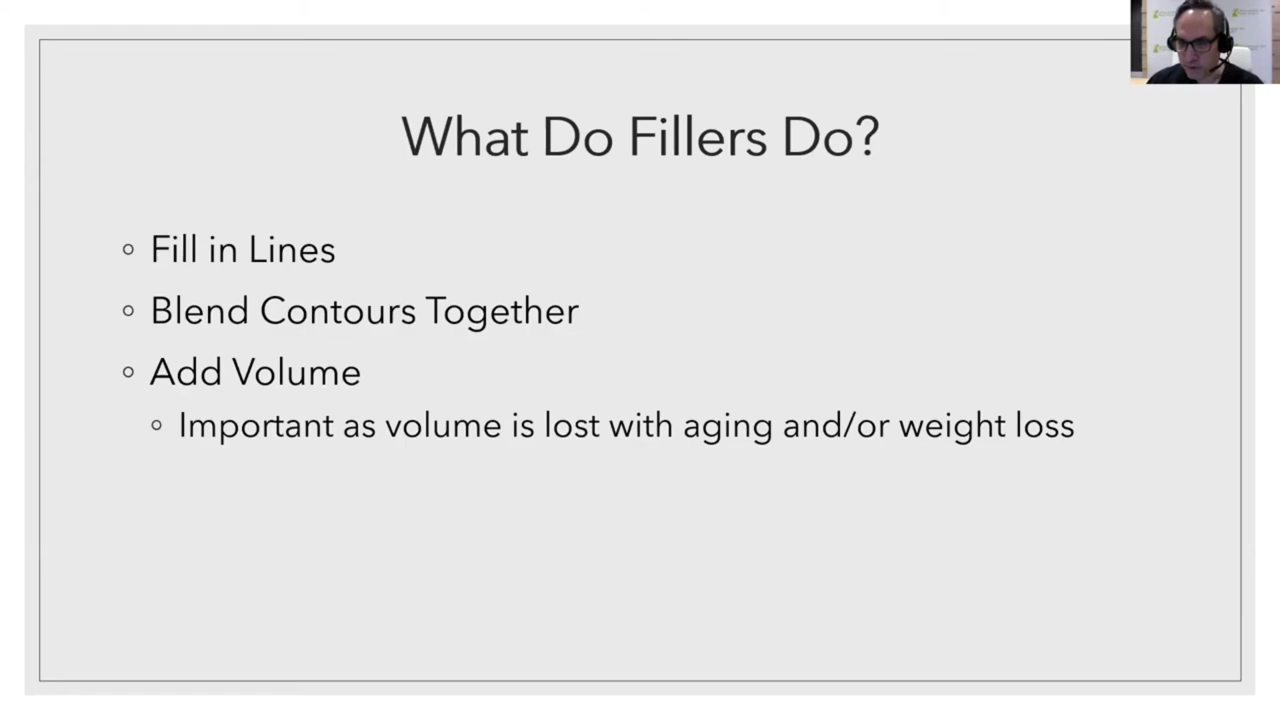 What Do Fillers Do?
Fill in Lines
Blend Contours Together
Add Volume
Important as volume is lost with aging and/or weight loss